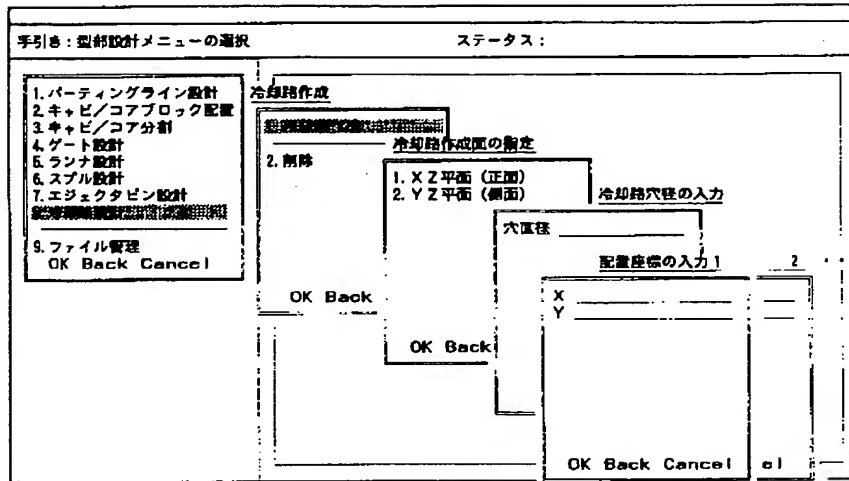 手引き：型部設計メニューの選択
ステータス：
1. パーティングライン設計
2. キャビ／コアブロック配置
3. キャビ／コア分割
4. ゲート設計
5. ランナ設計
6. スプル設計
7. エジェクタピン設計
9. ファイル管理
OK Back Cancel
冷却路作成
2. 削除
OK Back
冷却路作成面の指定
1. ＸＺ平面（正面）
2. ＹＺ平面（側面）
OK Back
冷却路穴径の入力
穴直径
配置座標の入力1
2 ・・
X
Y
OK Back Cancel
el